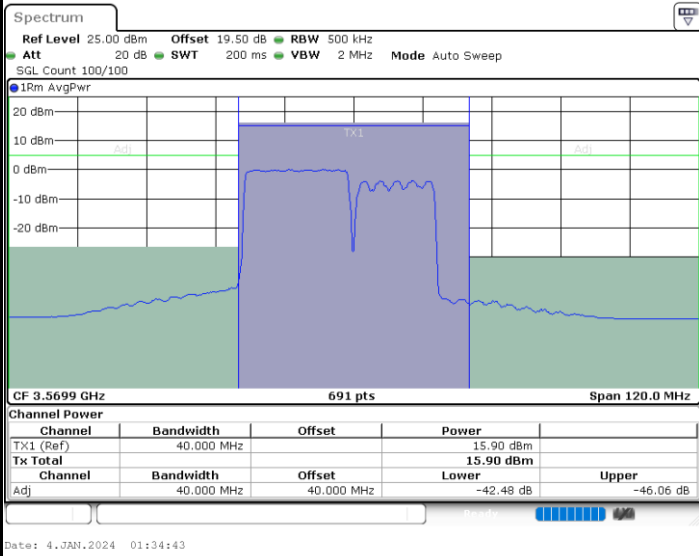 Spectrum
Ref Level 25.00 dBm Offset 19.50 dB RBW 500 kHz
Att 20 dB SWT 200 ms VBW 2 MHz Mode Auto Sweep
SGL Count 100/100
1Rm AvgPwr
20 dBm
TX1
10 dBm
Adj Adj
0 dBm
-10 dBm
-20 dBm
CF 3.5699 GHz 691 pts Span 120.0 MHz
Channel Power
Channel Bandwidth Offset Power
TX1 (Ref) 40.000 MHz 15.90 dBm
Tx Total 15.90 dBm
Channel Bandwidth Offset Lower Upper
Adj 40.000 MHz 40.000 MHz -42.48 dB -46.06 dB
Ready
Date: 4.JAN.2024 01:34:43